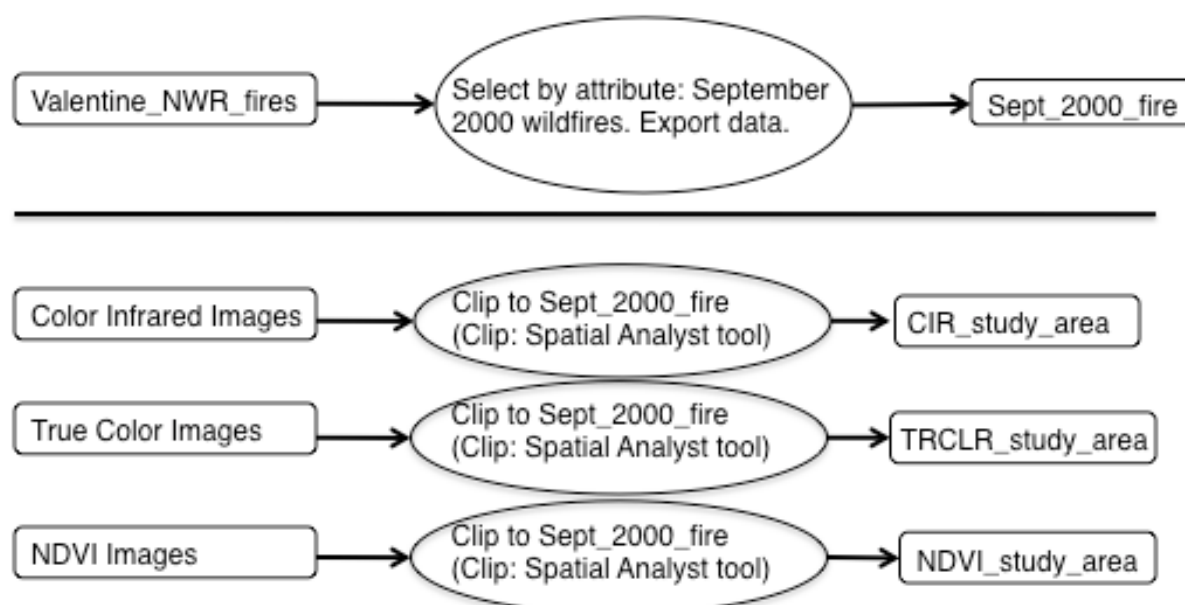 Valentine_NWR_fires
Select by attribute: September
2000 wildfires. Export data.
Sept_2000_fire
Color Infrared Images
Clip to Sept_2000_fire
(Clip: Spatial Analyst tool)
CIR_study_area
True Color Images
Clip to Sept_2000_fire
(Clip: Spatial Analyst tool)
TRCLR_study_area
NDVI Images
Clip to Sept_2000_fire
(Clip: Spatial Analyst tool)
NDVI_study_area